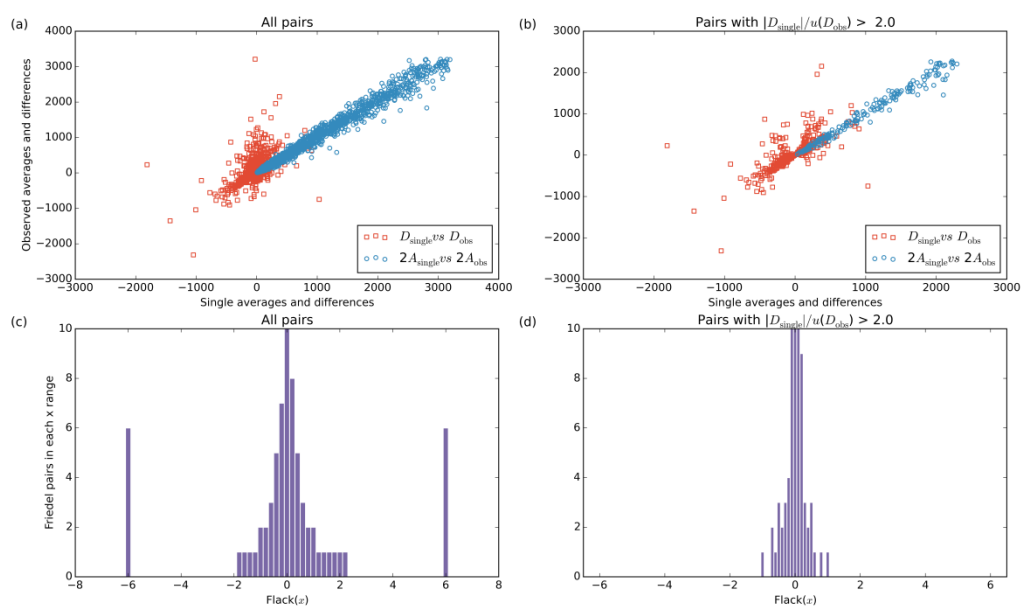 (a)
All pairs
Observed averages and differences
4000
3000
2000
1000
0
−1000
−2000
−3000
D_single vs D_obs
2A_single vs 2A_obs
−3000 −2000 −1000 0 1000 2000 3000 4000
Single averages and differences
(b)
Pairs with |D_single|/u(D_obs) > 2.0
3000
2000
1000
0
−1000
−2000
−3000
D_single vs D_obs
2A_single vs 2A_obs
−3000 −2000 −1000 0 1000 2000 3000
Single averages and differences
(c)
All pairs
Friedel pairs in each x range
10
8
6
4
2
0
−8 −6 −4 −2 0 2 4 6 8
Flack(x)
(d)
Pairs with |D_single|/u(D_obs) > 2.0
10
8
6
4
2
0
−6 −4 −2 0 2 4 6
Flack(x)